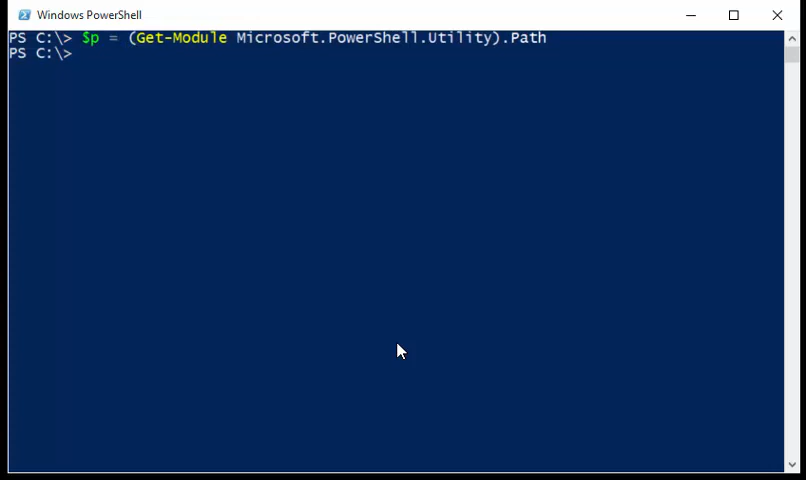 Windows PowerShell
PS C:\> $p = (Get-Module Microsoft.PowerShell.Utility).Path
PS C:\>